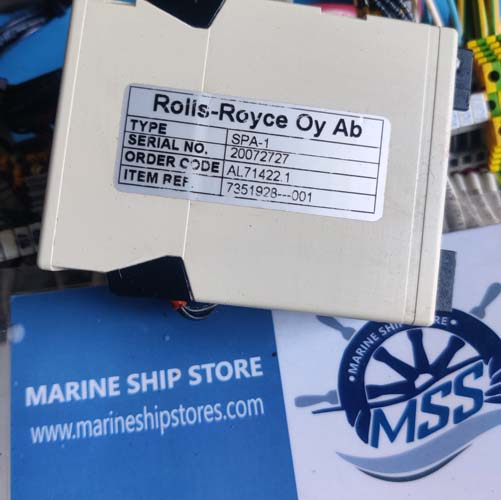 Rolls-Royce Oy Ab
TYPE SPA-1
SERIAL NO. 20072727
ORDER CODE AL71422.1
ITEM REF. 7351928---001
MARINE SHIP STORE
www.marineshipstores.com
MARINE SHIP STORE
MSS